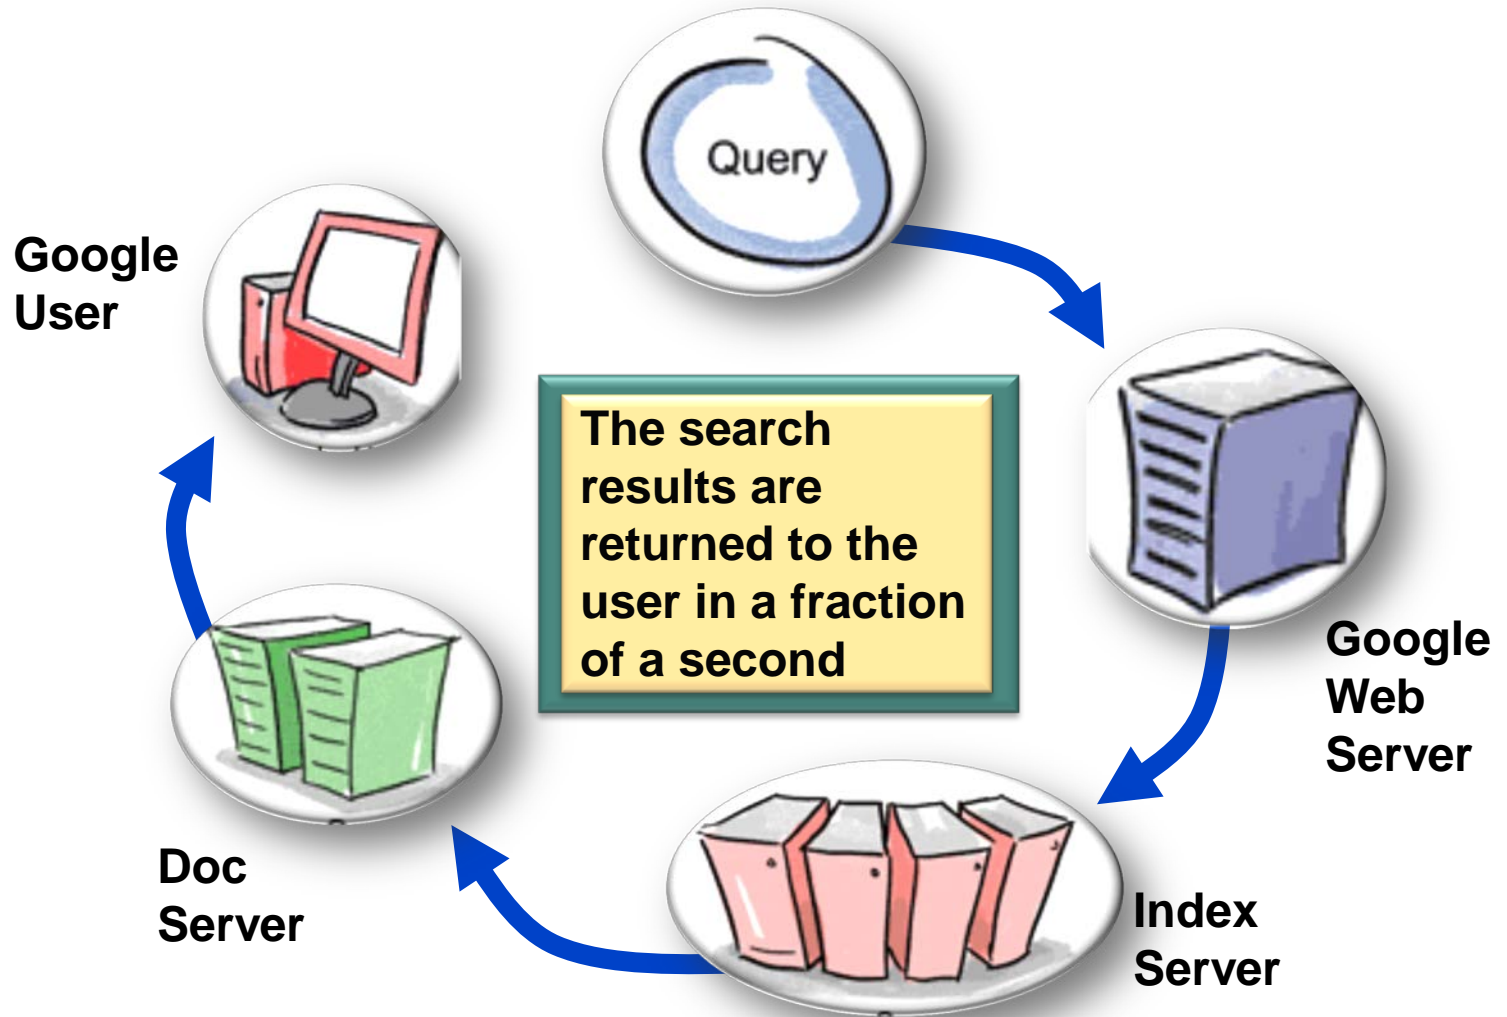 Query
Google
User
The search
results are
returned to the
user in a fraction
of a second
Google
Web
Server
Doc
Server
Index
Server